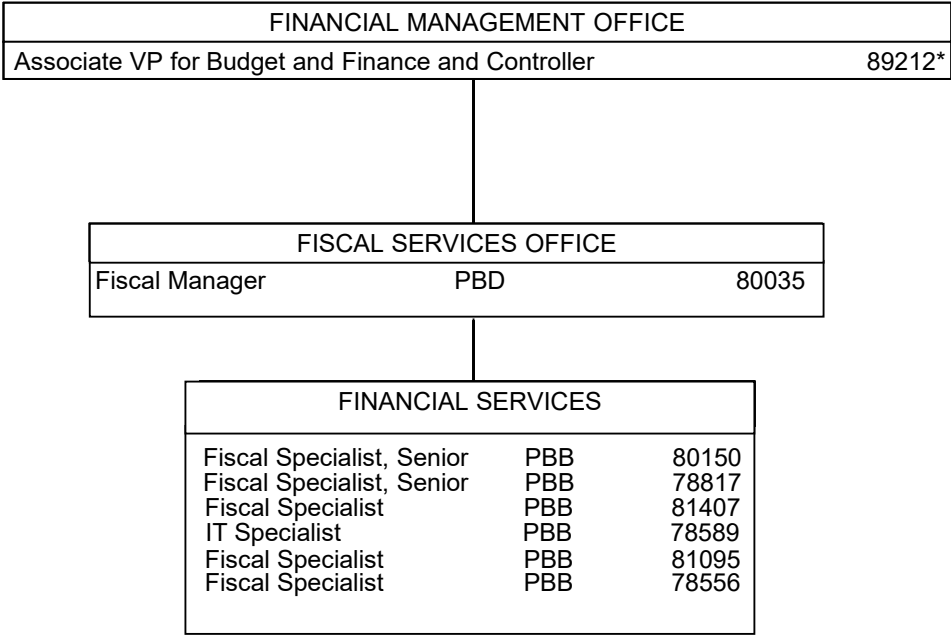 FINANCIAL MANAGEMENT OFFICE
Associate VP for Budget and Finance and Controller 89212*
FISCAL SERVICES OFFICE
Fiscal Manager PBD 80035
FINANCIAL SERVICES
Fiscal Specialist, Senior PBB 80150
Fiscal Specialist, Senior PBB 78817
Fiscal Specialist PBB 81407
IT Specialist PBB 78589
Fiscal Specialist PBB 81095
Fiscal Specialist PBB 78556